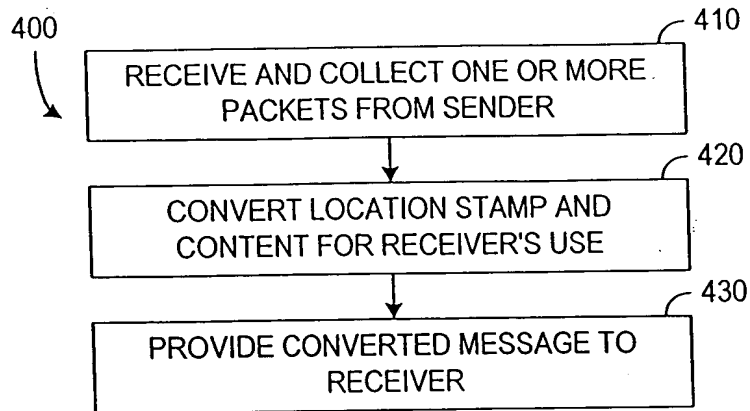 400
410
RECEIVE AND COLLECT ONE OR MORE
PACKETS FROM SENDER
420
CONVERT LOCATION STAMP AND
CONTENT FOR RECEIVER'S USE
430
PROVIDE CONVERTED MESSAGE TO
RECEIVER